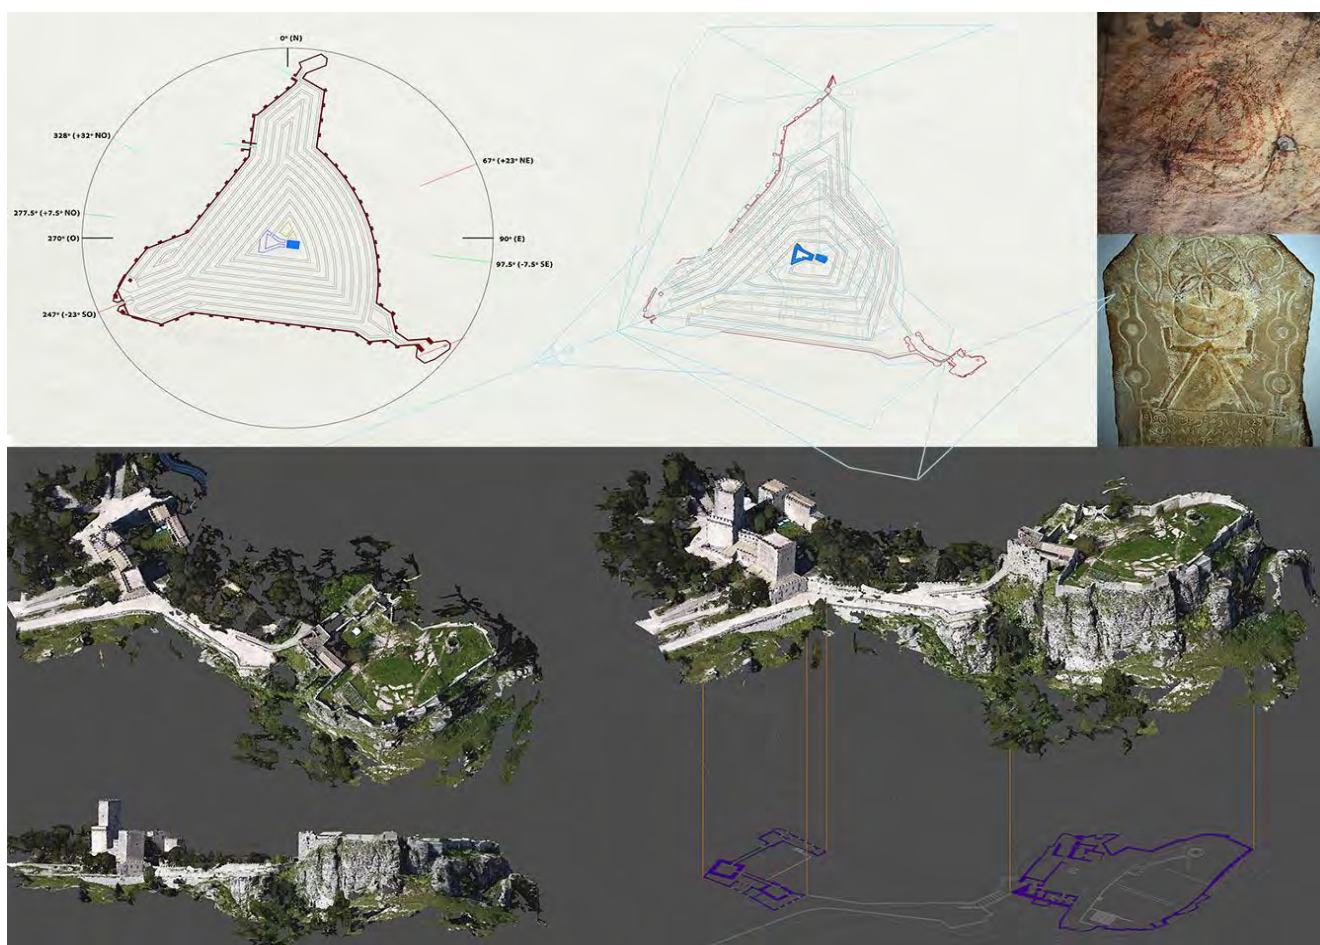 0° (N)
328° (+32° NO)
67° (+23° NE)
277.5° (+7.5° NO)
270° (O)
90° (E)
97.5° (-7.5° SE)
247° (-23° SO)